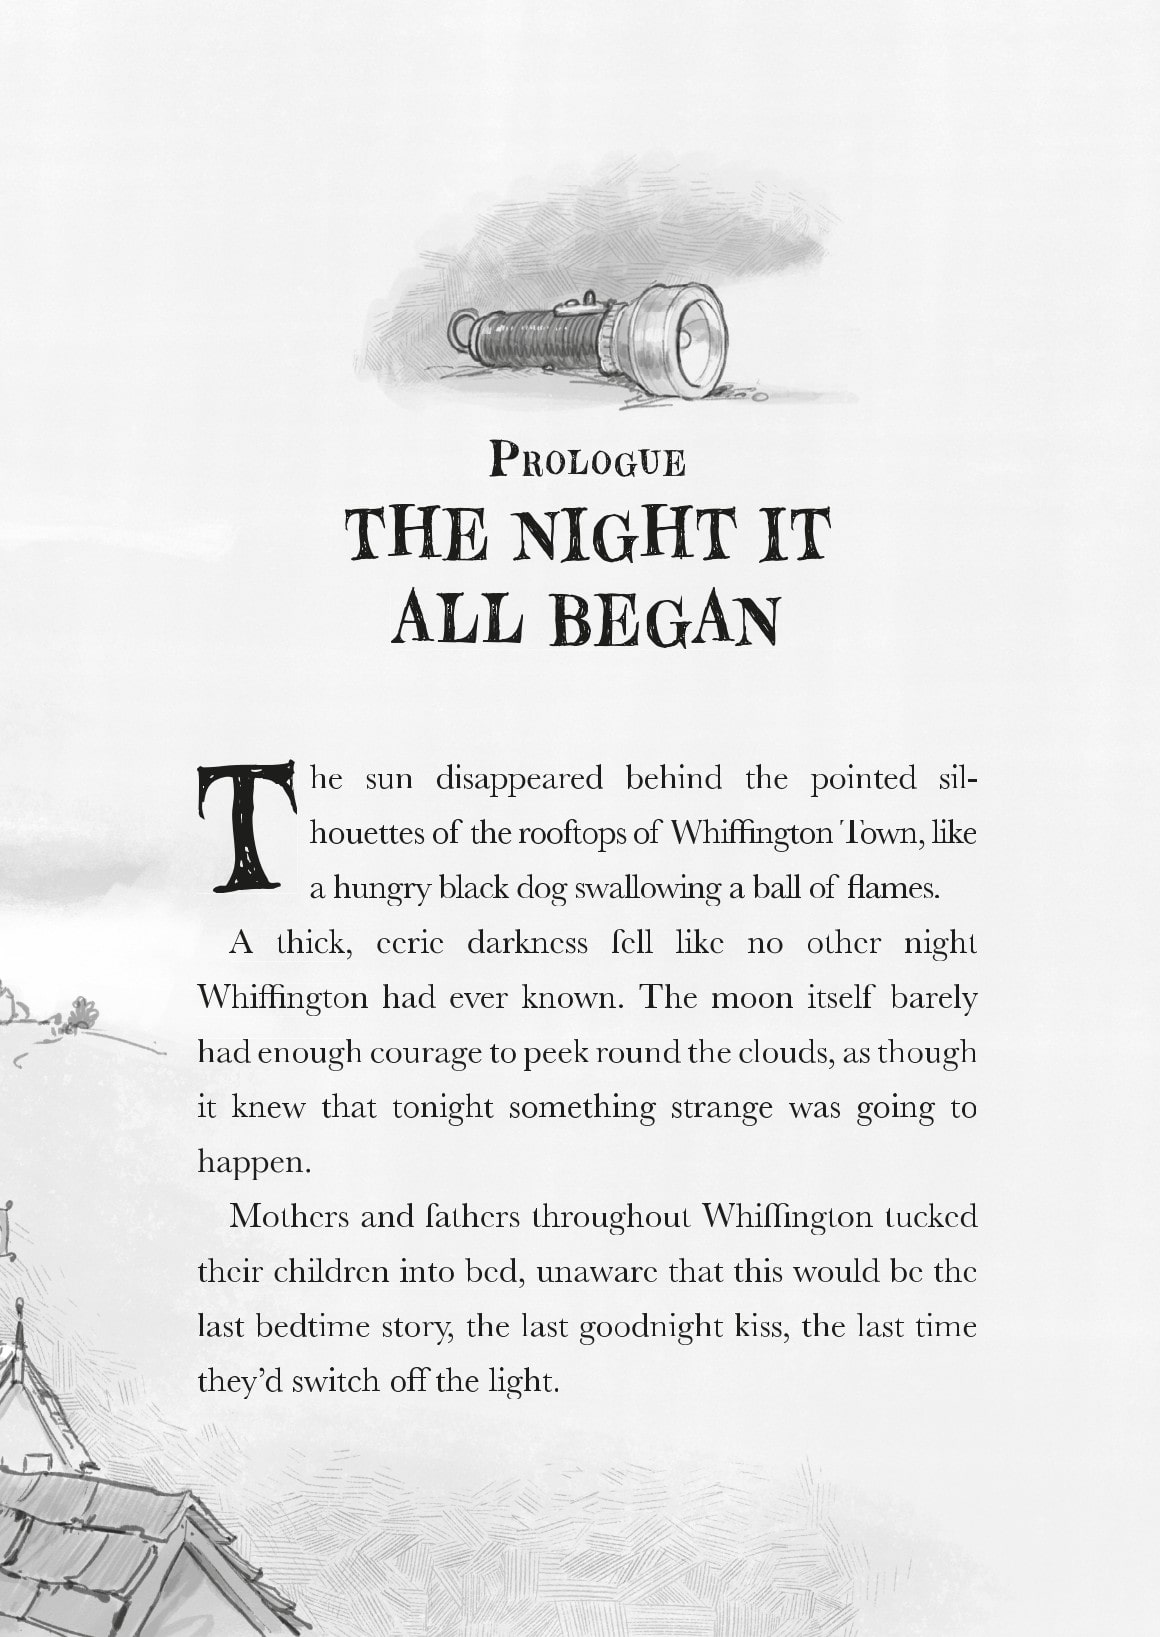 PROLOGUE
THE NIGHT IT
ALL BEGAN
The sun disappeared behind the pointed sil-
houettes of the rooftops of Whiffington Town, like
a hungry black dog swallowing a ball of flames.
A thick, eerie darkness fell like no other night
Whiffington had ever known. The moon itself barely
had enough courage to peek round the clouds, as though
it knew that tonight something strange was going to
happen.
Mothers and fathers throughout Whiffington tucked
their children into bed, unaware that this would be the
last bedtime story, the last goodnight kiss, the last time
they’d switch off the light.